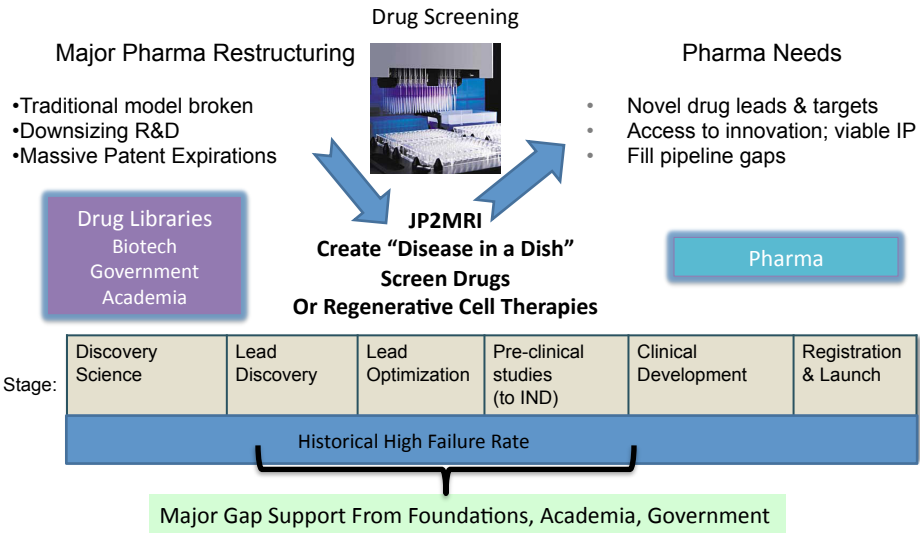 Drug Screening
Major Pharma Restructuring
•Traditional model broken
•Downsizing R&D
•Massive Patent Expirations
Pharma Needs
• Novel drug leads & targets
• Access to innovation; viable IP
• Fill pipeline gaps
Drug Libraries
Biotech
Government
Academia
JP2MRI
Create “Disease in a Dish”
Screen Drugs
Or Regenerative Cell Therapies
Pharma
Stage:
Discovery
Science
Lead
Discovery
Lead
Optimization
Pre-clinical
studies
(to IND)
Clinical
Development
Registration
& Launch
Historical High Failure Rate
Major Gap Support From Foundations, Academia, Government